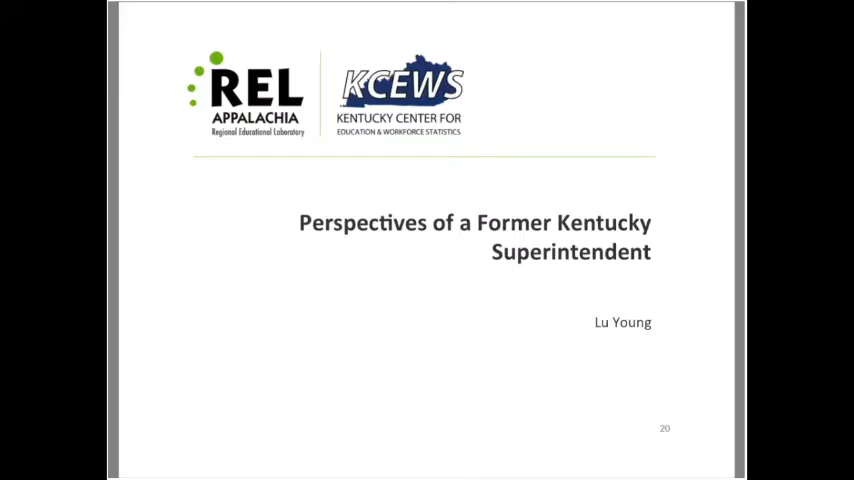 REL
APPALACHIA
Regional Educational Laboratory
KCEWS
KENTUCKY CENTER FOR
EDUCATION & WORKFORCE STATISTICS
Perspectives of a Former Kentucky
Superintendent
Lu Young
20